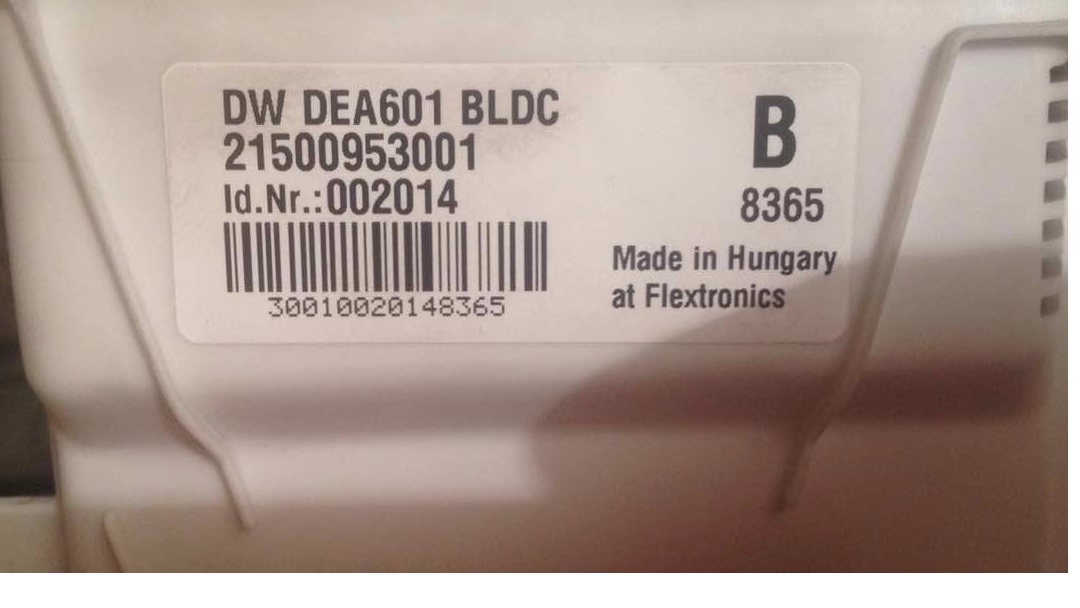 DW DEA601 BLDC
21500953001
Id.Nr.:002014
30010020148365
B
8365
Made in Hungary
at Flextronics